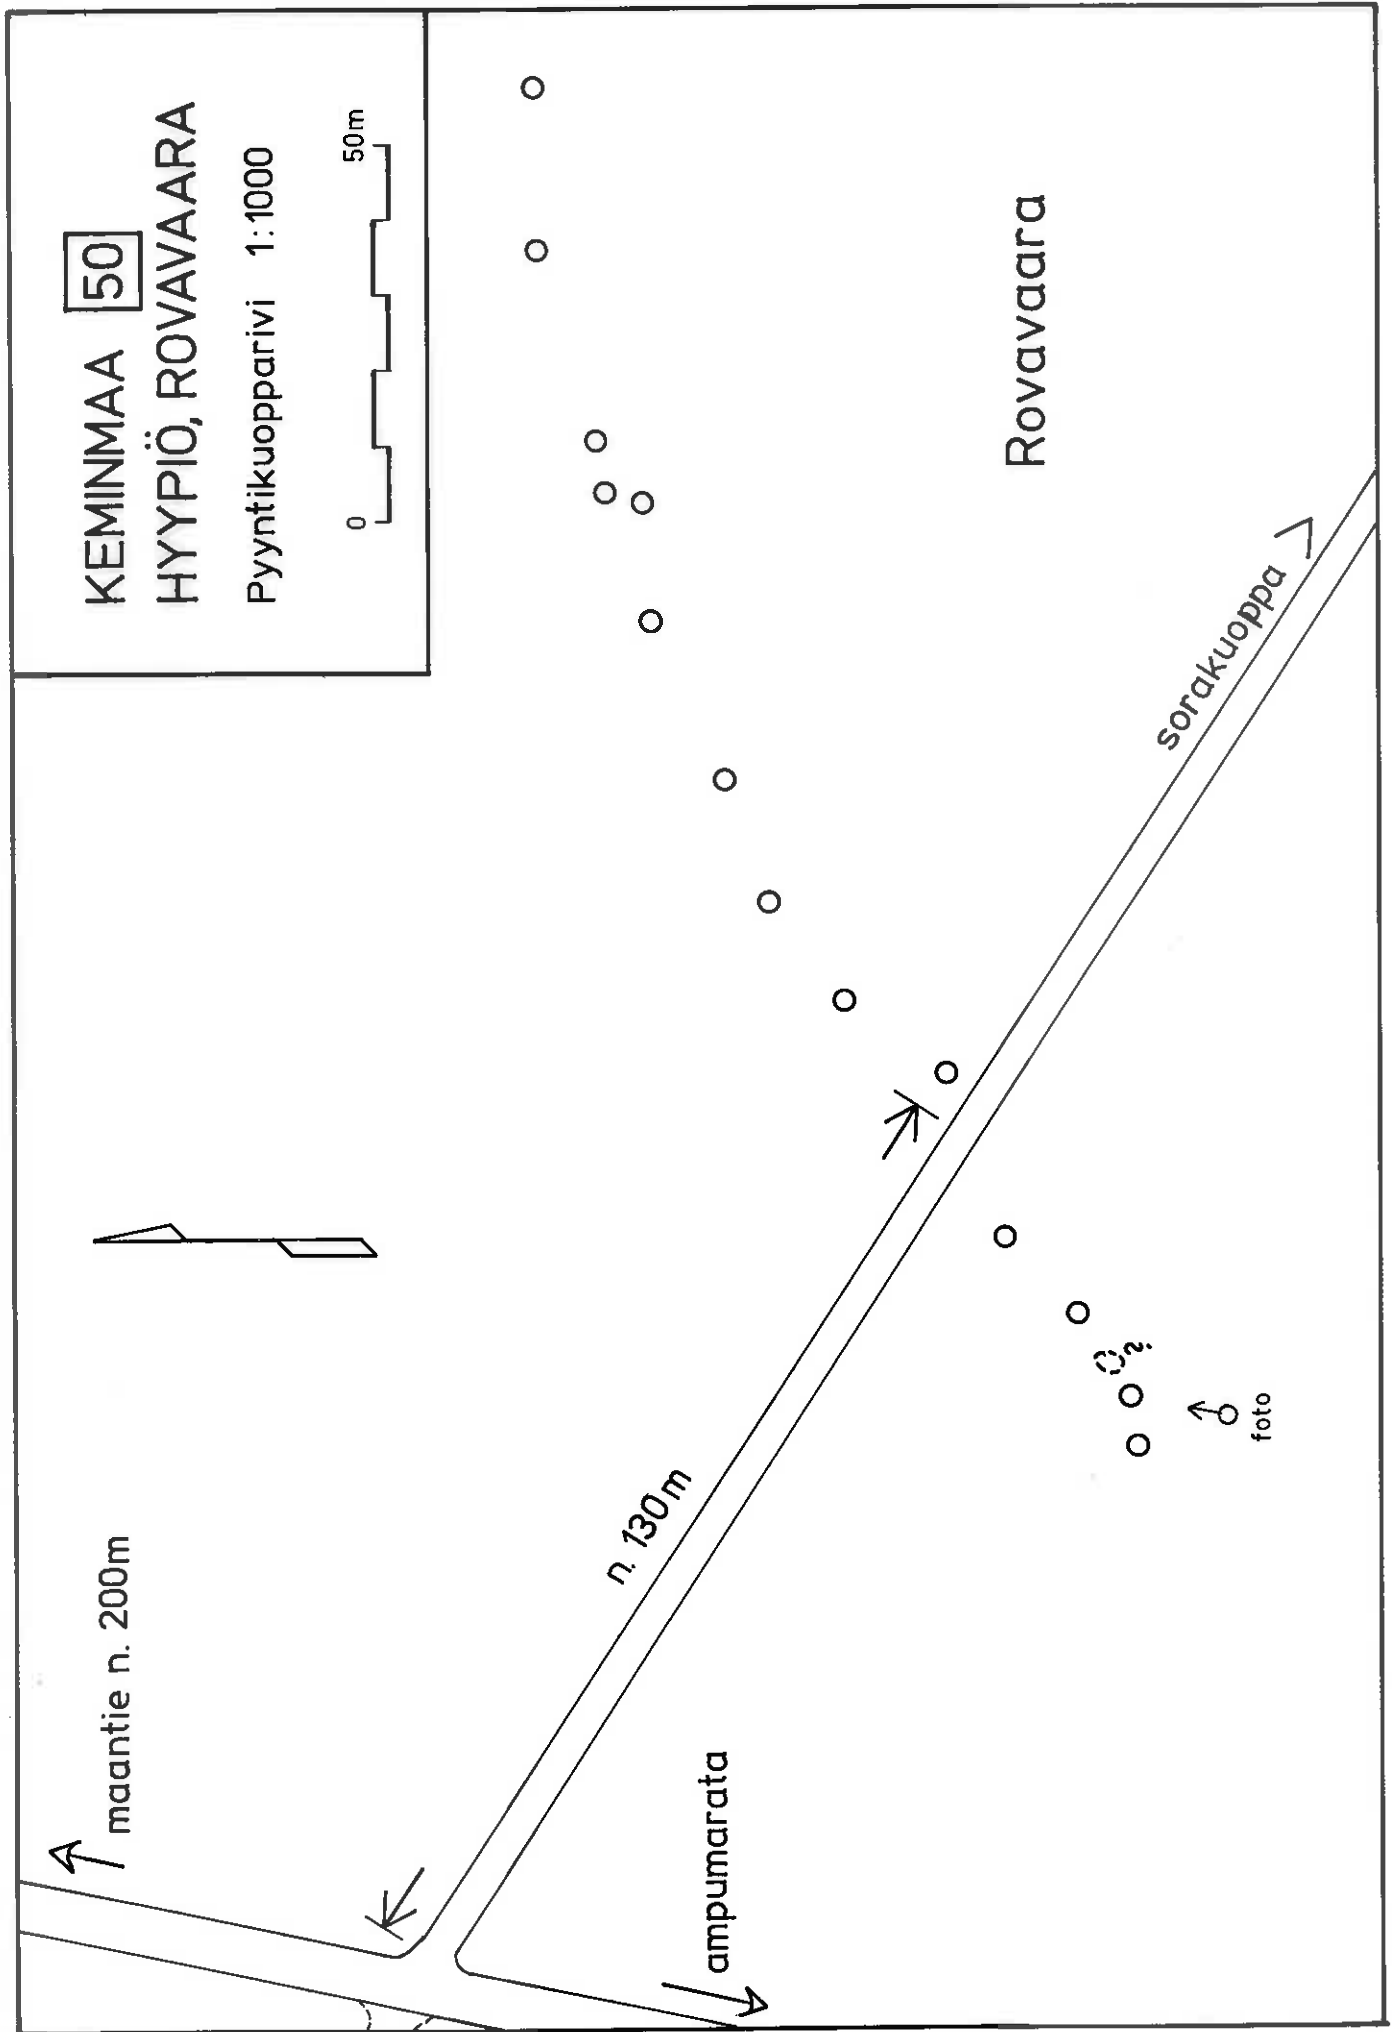 KEMINMAA 50
HYYPIÖ, ROVAVAARA
Pyyntikuopparivi 1:1000
0 50m
maantie n. 200m
n. 130m
ampumarata
Rovavaara
sorakuoppa
?
foto